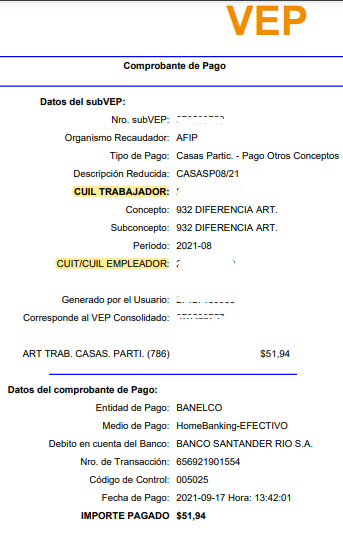 VEP
Comprobante de Pago
Datos del subVEP:
Nro. subVEP:
Organismo Recaudador: AFIP
Tipo de Pago: Casas Partic. - Pago Otros Conceptos
Descripción Reducida: CASASP08/21
CUIL TRABAJADOR:
Concepto: 932 DIFERENCIA ART.
Subconcepto: 932 DIFERENCIA ART.
Período: 2021-08
CUIT/CUIL EMPLEADOR:
Generado por el Usuario:
Corresponde al VEP Consolidado:
ART TRAB. CASAS. PARTI. (786) $51,94
Datos del comprobante de Pago:
Entidad de Pago: BANELCO
Medio de Pago: HomeBanking-EFECTIVO
Debito en cuenta del Banco: BANCO SANTANDER RIO S.A.
Nro. de Transacción: 656921901554
Código de Control: 005025
Fecha de Pago: 2021-09-17 Hora: 13:42:01
IMPORTE PAGADO $51,94